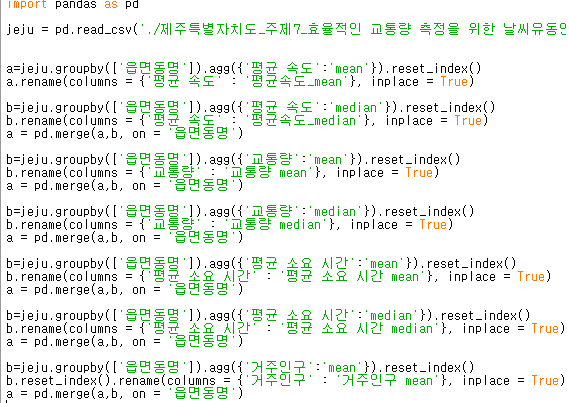 import pandas as pd
jeju = pd.read_csv('./제주특별자치도_주제7_효율적인 교통량 측정을 위한 날씨유동인
a=jeju.groupby(['읍면동명']).agg({'평균 속도':'mean'}).reset_index()
a.rename(columns = {'평균 속도' : '평균속도_mean'}, inplace = True)
b=jeju.groupby(['읍면동명']).agg({'평균 속도':'median'}).reset_index()
b.rename(columns = {'평균 속도' : '평균속도_median'}, inplace = True)
a = pd.merge(a,b, on = '읍면동명')
b=jeju.groupby(['읍면동명']).agg({'교통량':'mean'}).reset_index()
b.rename(columns = {'교통량' : '교통량 mean'}, inplace = True)
a = pd.merge(a,b, on = '읍면동명')
b=jeju.groupby(['읍면동명']).agg({'교통량':'median'}).reset_index()
b.rename(columns = {'교통량' : '교통량 median'}, inplace = True)
a = pd.merge(a,b, on = '읍면동명')
b=jeju.groupby(['읍면동명']).agg({'평균 소요 시간':'mean'}).reset_index()
b.rename(columns = {'평균 소요 시간' : '평균 소요 시간 mean'}, inplace = True)
a = pd.merge(a,b, on = '읍면동명')
b=jeju.groupby(['읍면동명']).agg({'평균 소요 시간':'median'}).reset_index()
b.rename(columns = {'평균 소요 시간' : '평균 소요 시간 median'}, inplace = True)
a = pd.merge(a,b, on = '읍면동명')
b=jeju.groupby(['읍면동명']).agg({'거주인구':'mean'}).reset_index()
b.reset_index().rename(columns = {'거주인구' : '거주인구 mean'}, inplace = True)
a = pd.merge(a,b, on = '읍면동명')